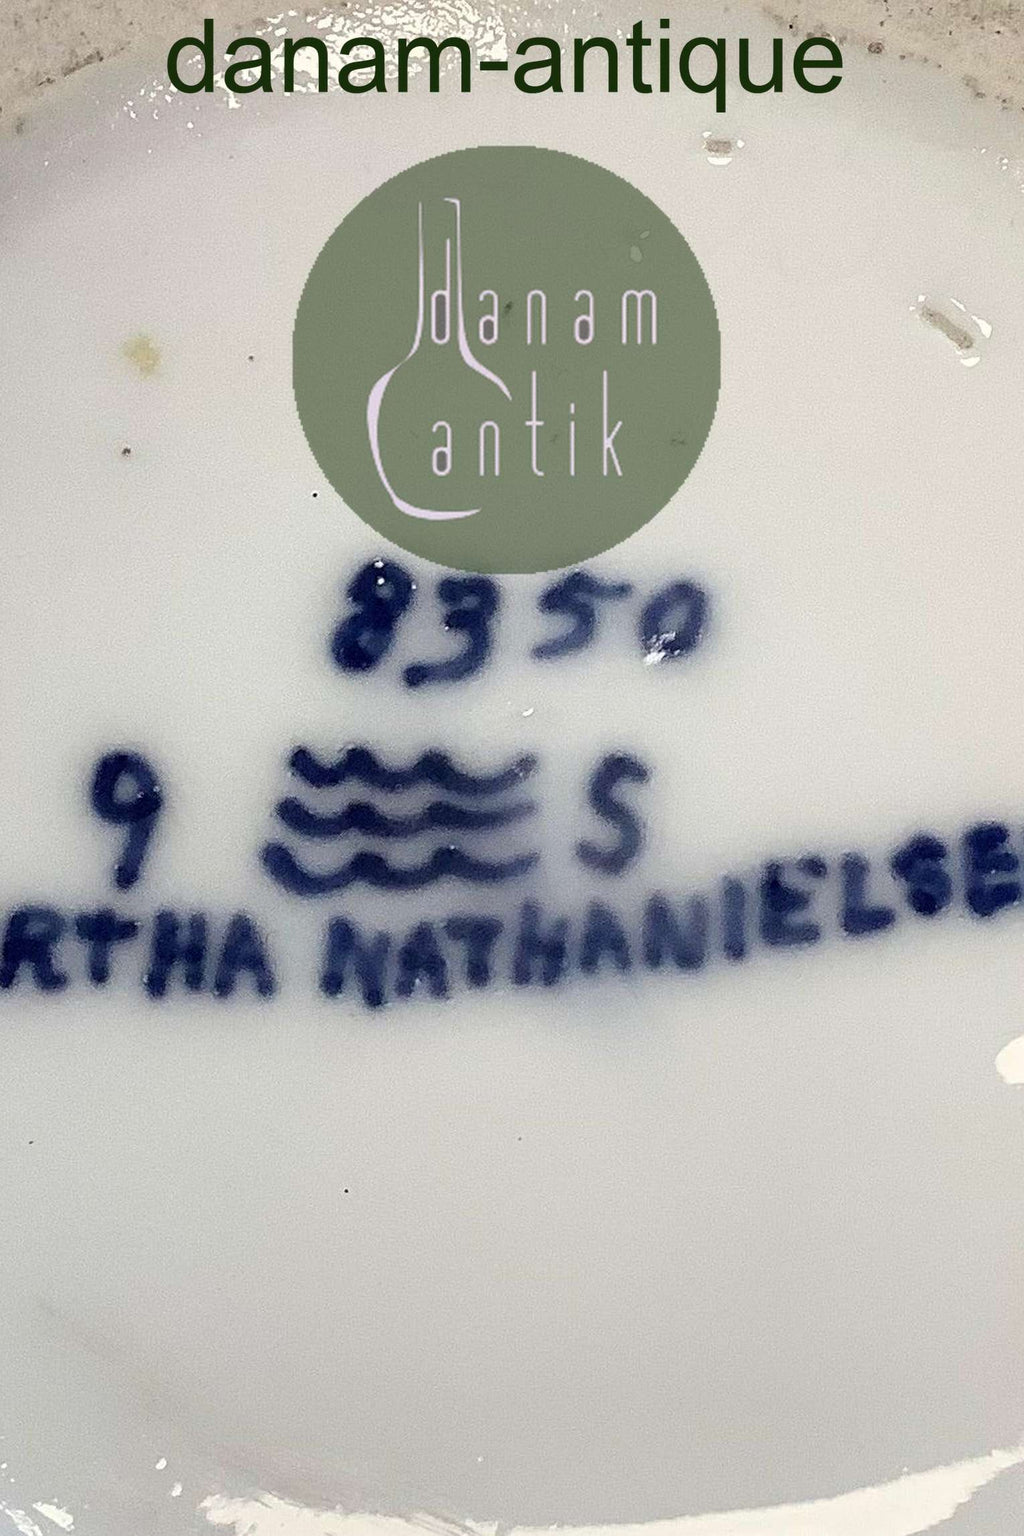 danam-antique
danam
antik
8350
9 S
RTHA NATHANIELSE